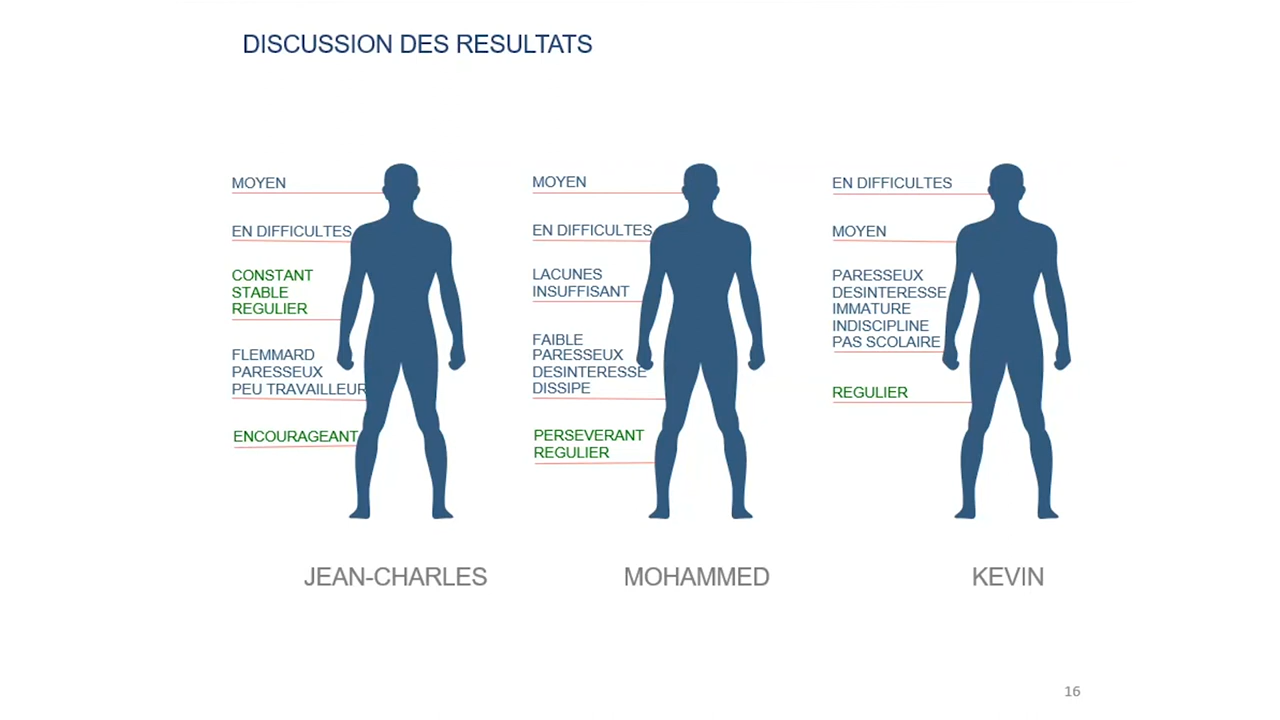 DISCUSSION DES RESULTATS
MOYEN
EN DIFFICULTES
CONSTANT
STABLE
REGULIER
FLEMMARD
PARESSEUX
PEU TRAVAILLEUR
ENCOURAGEANT
JEAN-CHARLES
MOYEN
EN DIFFICULTES
LACUNES
INSUFFISANT
FAIBLE
PARESSEUX
DESINTERESSE
DISSIPE
PERSEVERANT
REGULIER
MOHAMMED
EN DIFFICULTES
MOYEN
PARESSEUX
DESINTERESSE
IMMATURE
INDISCIPLINE
PAS SCOLAIRE
REGULIER
KEVIN
16